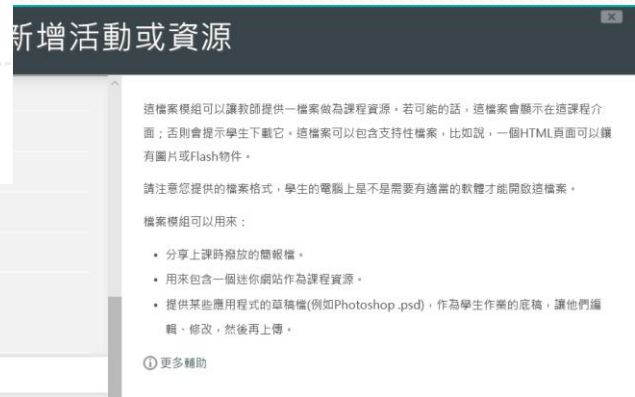 新增活動或資源
這檔案模組可以讓教師提供一檔案做為課程資源。若可能的話，這檔案會顯示在這課程介
面；否則會提示學生下載它。這檔案可以包含支持性檔案，比如說，一個HTML頁面可以鑲
有圖片或Flash物件。
請注意您提供的檔案格式，學生的電腦上是不是需要有適當的軟體才能開啟這檔案。
檔案模組可以用來：
• 分享上課時撥放的簡報檔。
• 用來包含一個迷你網站作為課程資源。
• 提供某些應用程式的草稿檔(例如Photoshop .psd)，作為學生作業的底稿，讓他們編
輯、修改，然後再上傳。
更多輔助